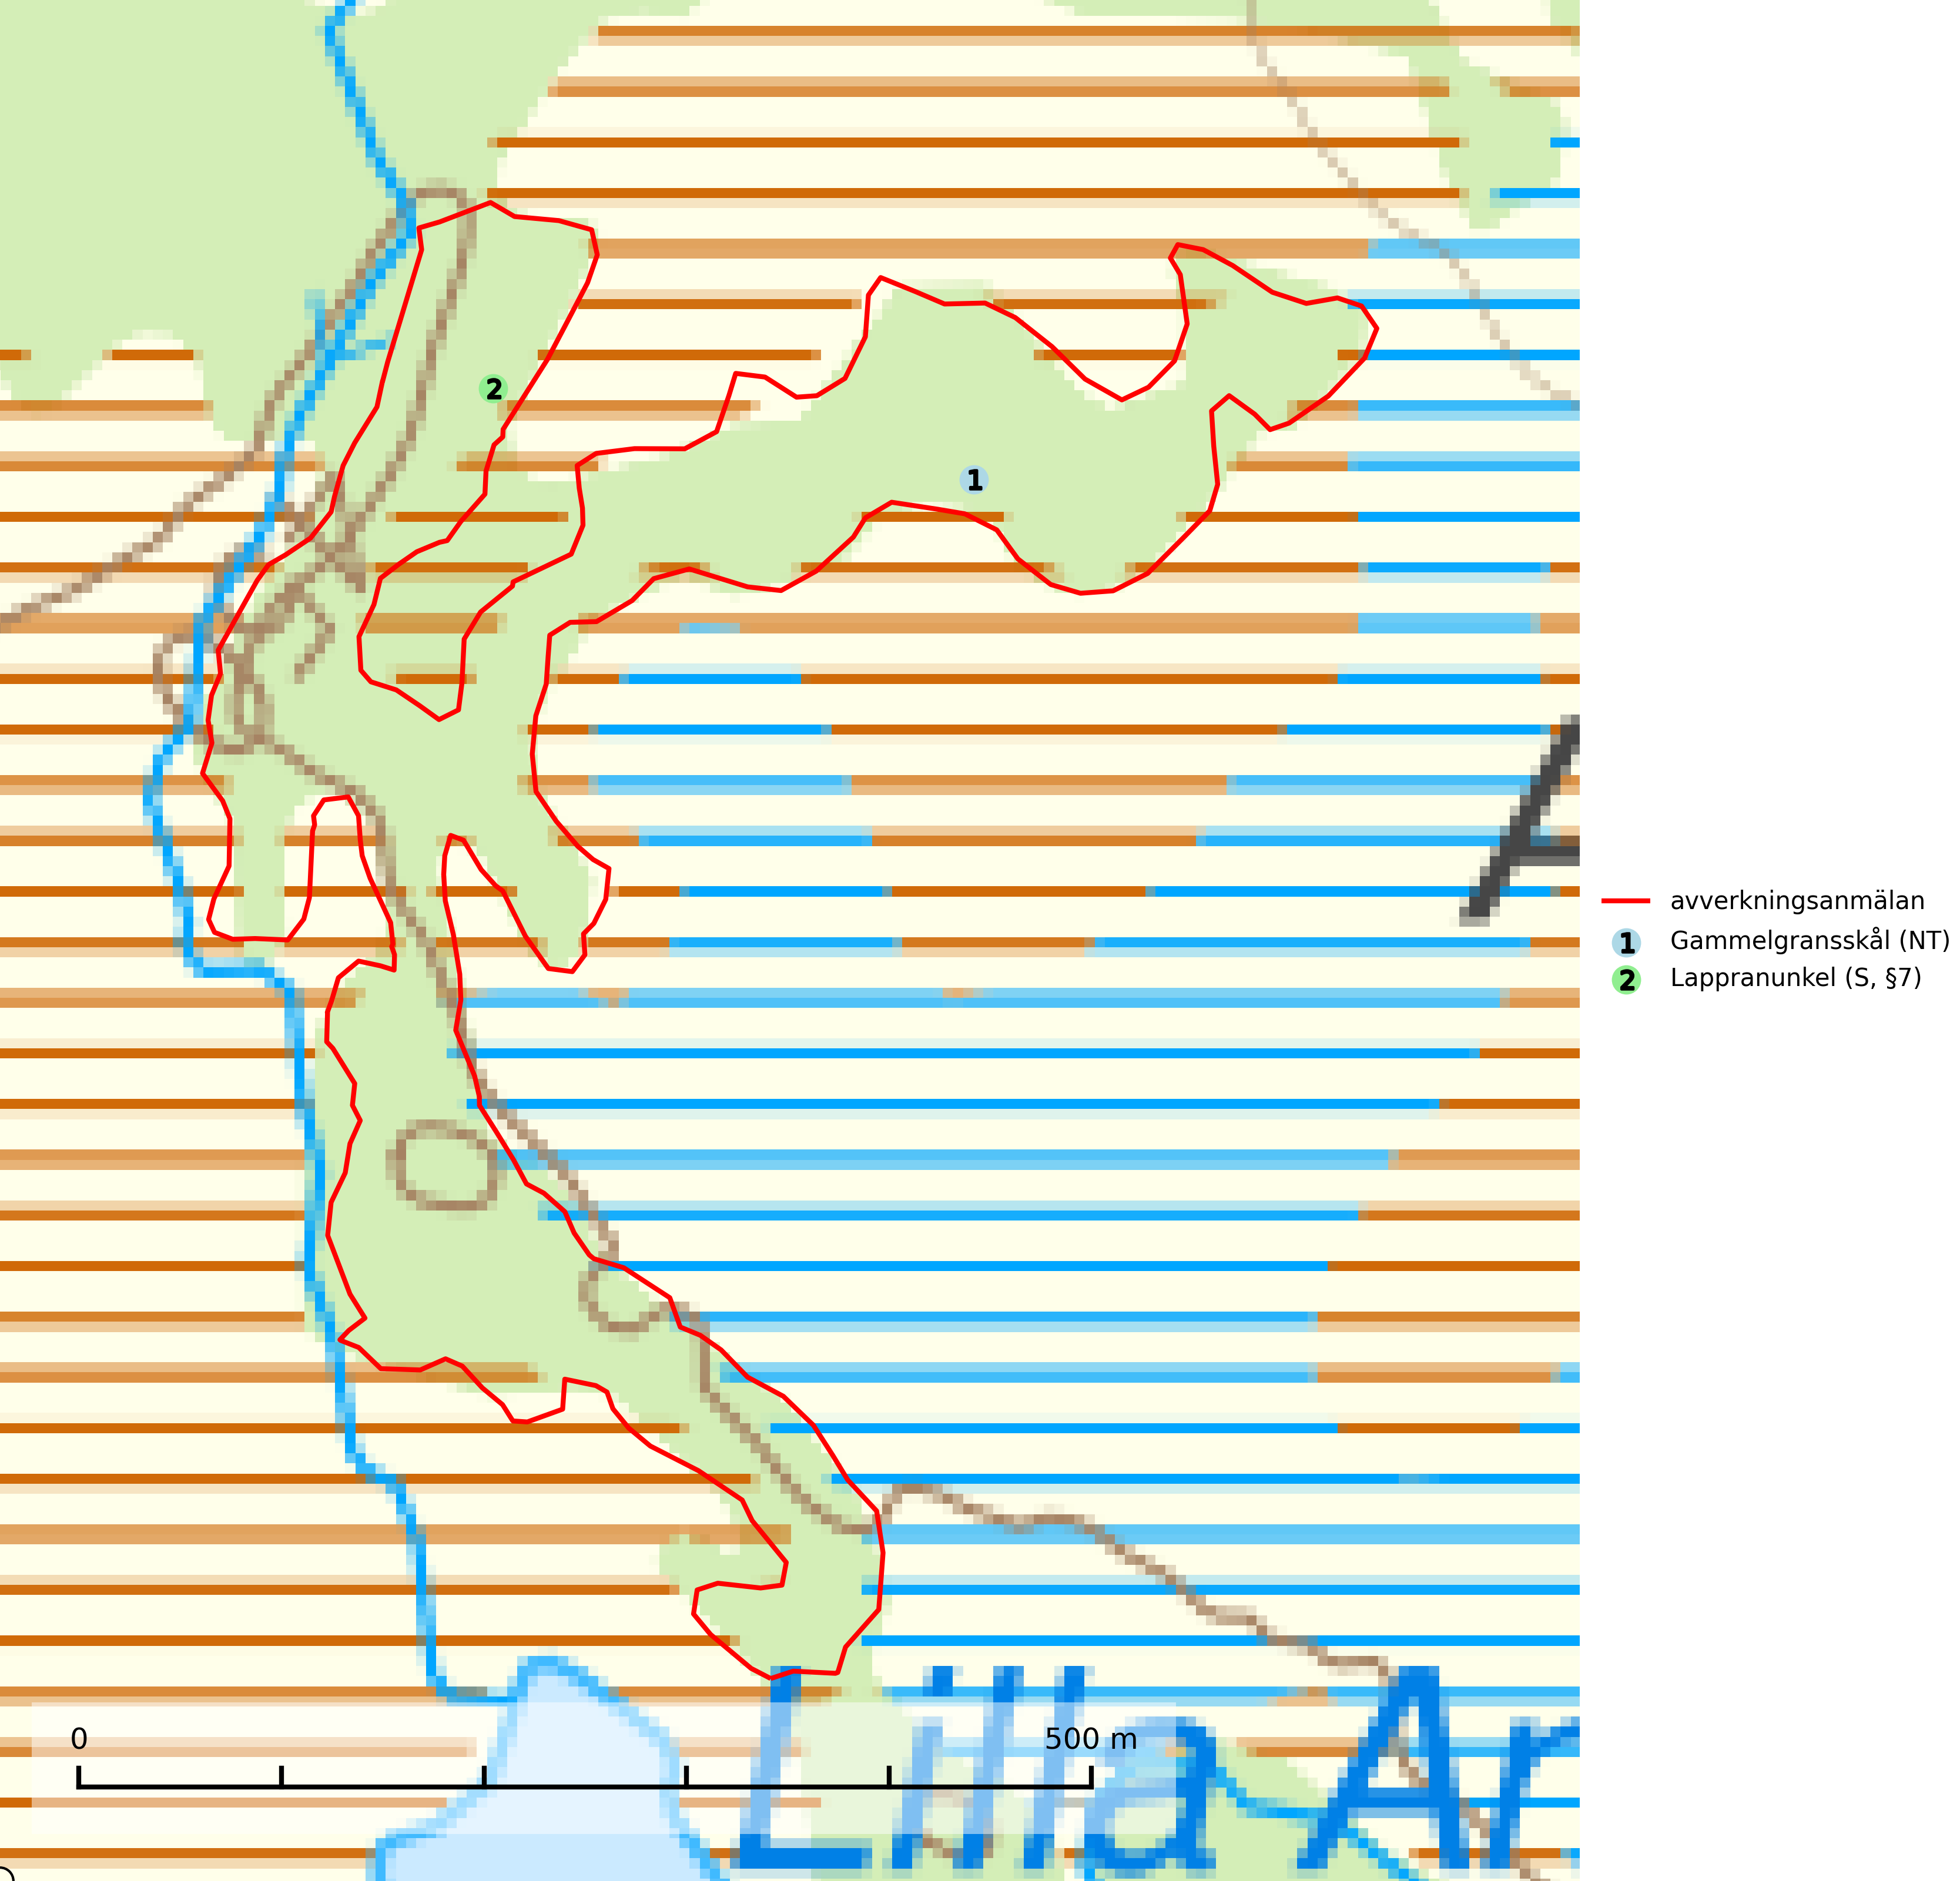 2
1
avverkningsanmälan
1 Gammelgransskål (NT)
2 Lappranunkel (S, §7)
0 500 m
Lilla Ar